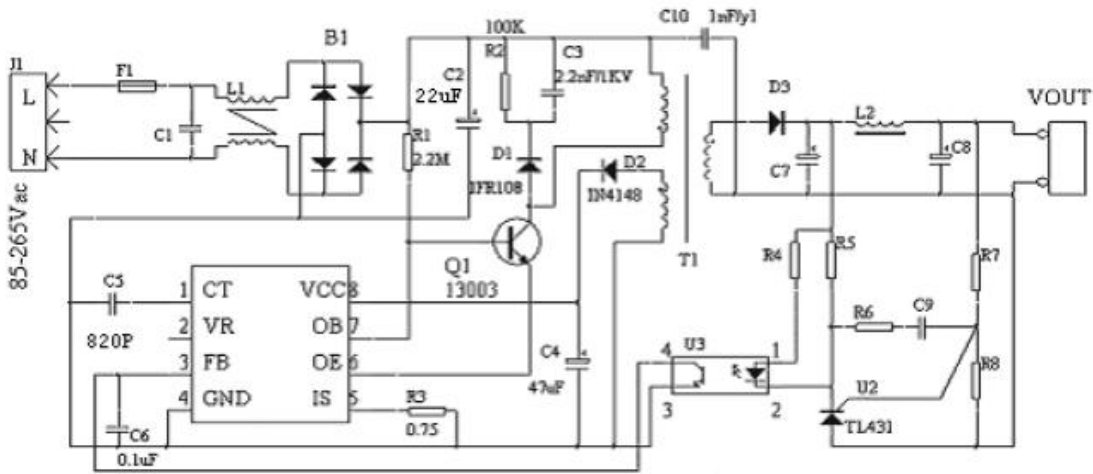 C10
1nF/y1
100K
B1
R2
C3
2.2nF/1KV
J1
F1
L1
C2
22uF
D3
L2
VOUT
L
C1
N
R1
2.2M
D1
IFR108
D2
IN4148
C7
C8
85-265Vac
T1
R4
R5
R7
Q1
13003
C5
820P
1 CT VCC 8
2 VR OB 7
3 FB OE 6
4 GND IS 5
C4
47uF
R6
C9
U3
4
1
3
2
U2
TL431
R8
R3
0.75
C6
0.1uF